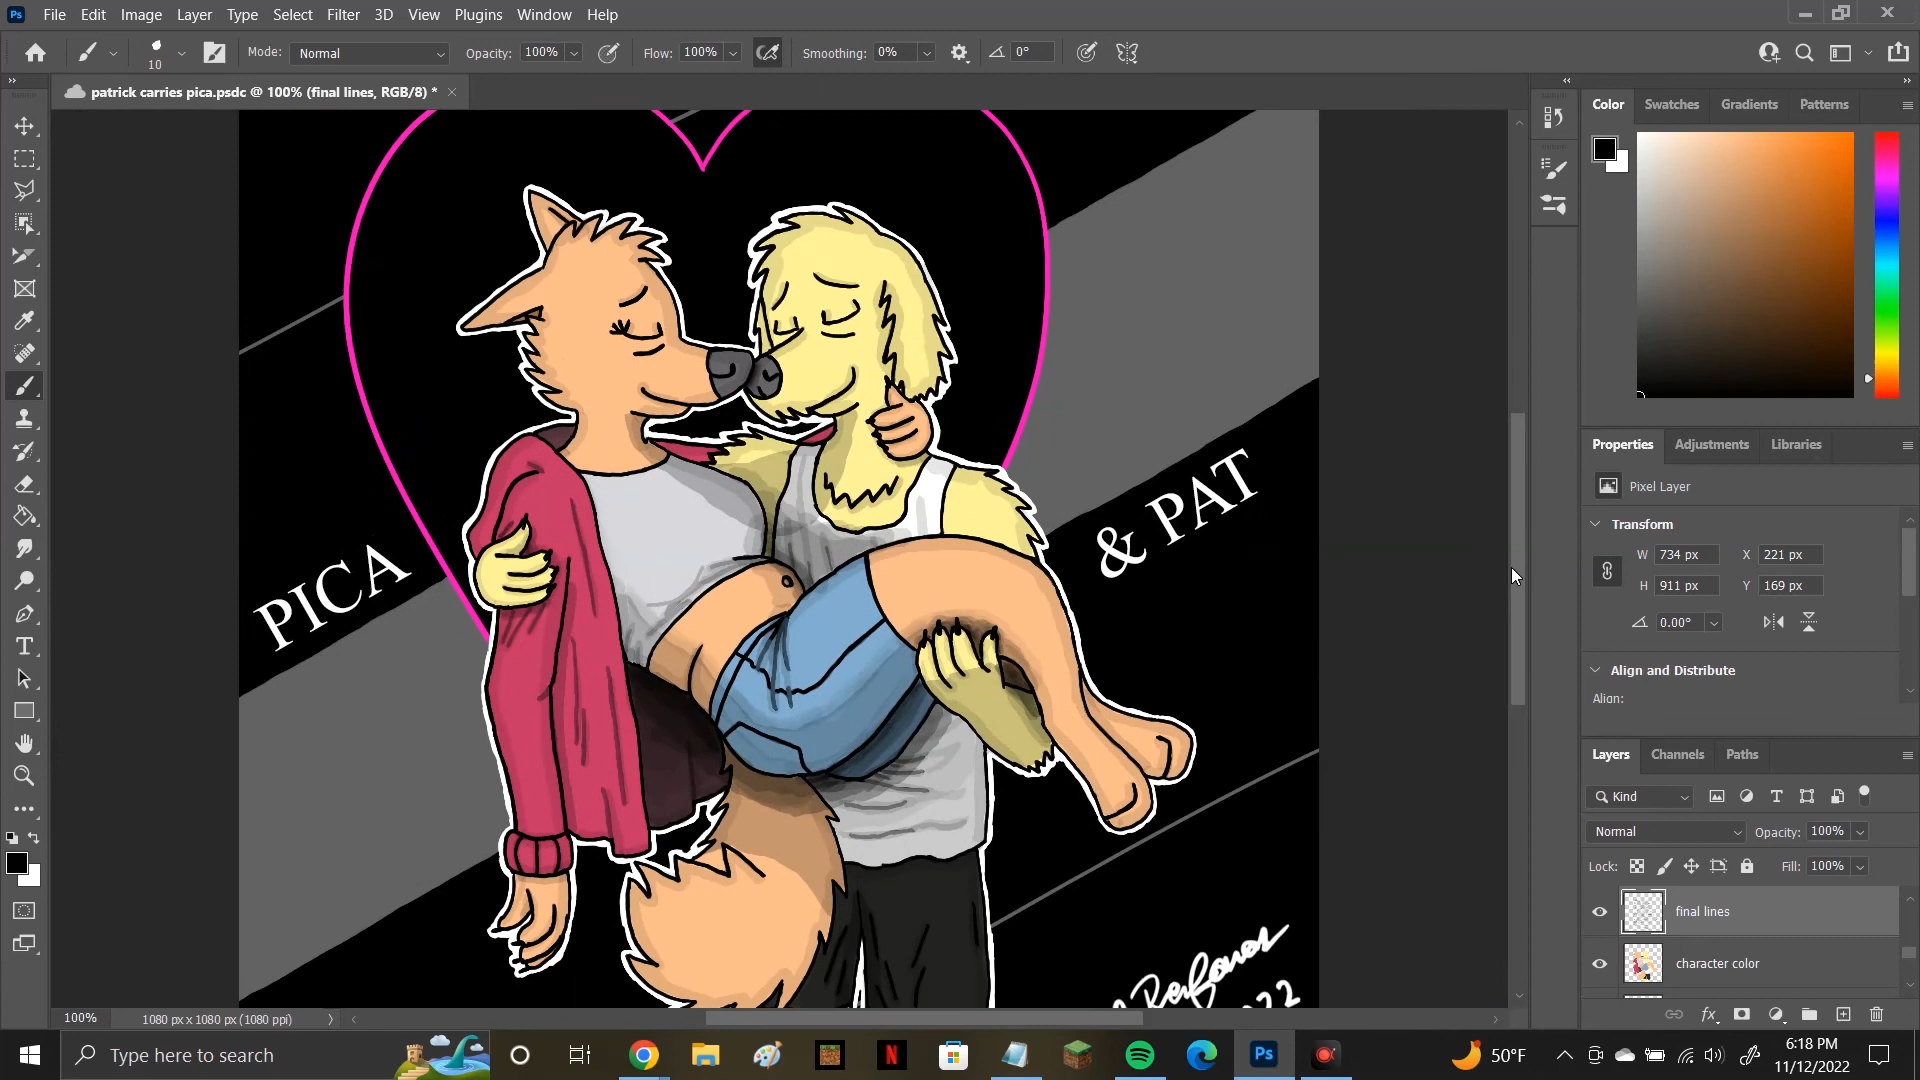 Ps File Edit Image Layer Type Select Filter 3D View Plugins Window Help
10 Mode: Normal Opacity: 100% Flow: 100% Smoothing: 0% 0°
patrick carries pica.psdc @ 100% (final lines, RGB/8) *
Color Swatches Gradients Patterns
PICA
& PAT
2022
Properties Adjustments Libraries
Pixel Layer
Transform
W 734 px X 221 px
H 911 px Y 169 px
0.00°
Align and Distribute
Align:
Layers Channels Paths
Kind
Normal Opacity: 100%
Lock: Fill: 100%
final lines
character color
fx
100% 1080 px x 1080 px (1080 ppi)
Type here to search
N
Ps
50°F
6:18 PM
11/12/2022